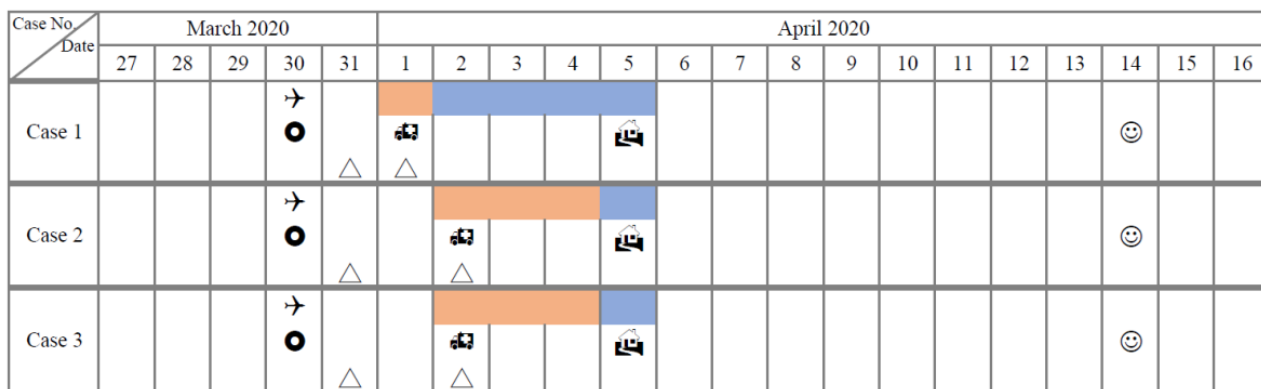 Case No. March 2020 April 2020
Date 27 28 29 30 31 1 2 3 4 5 6 7 8 9 10 11 12 13 14 15 16
Case 1
Case 2
Case 3